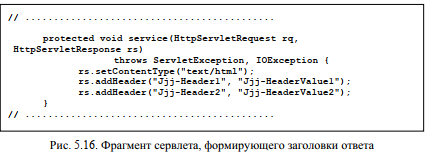 // ..........................................
protected void service(HttpServletRequest rq,
HttpServletResponse rs)
throws ServletException, IOException {
rs.setContentType("text/html");
rs.addHeader("Jjj-Header1", "Jjj-HeaderValue1");
rs.addHeader("Jjj-Header2", "Jjj-HeaderValue2");
}
// ..........................................
Рис. 5.16. Фрагмент сервлета, формирующего заголовки ответа